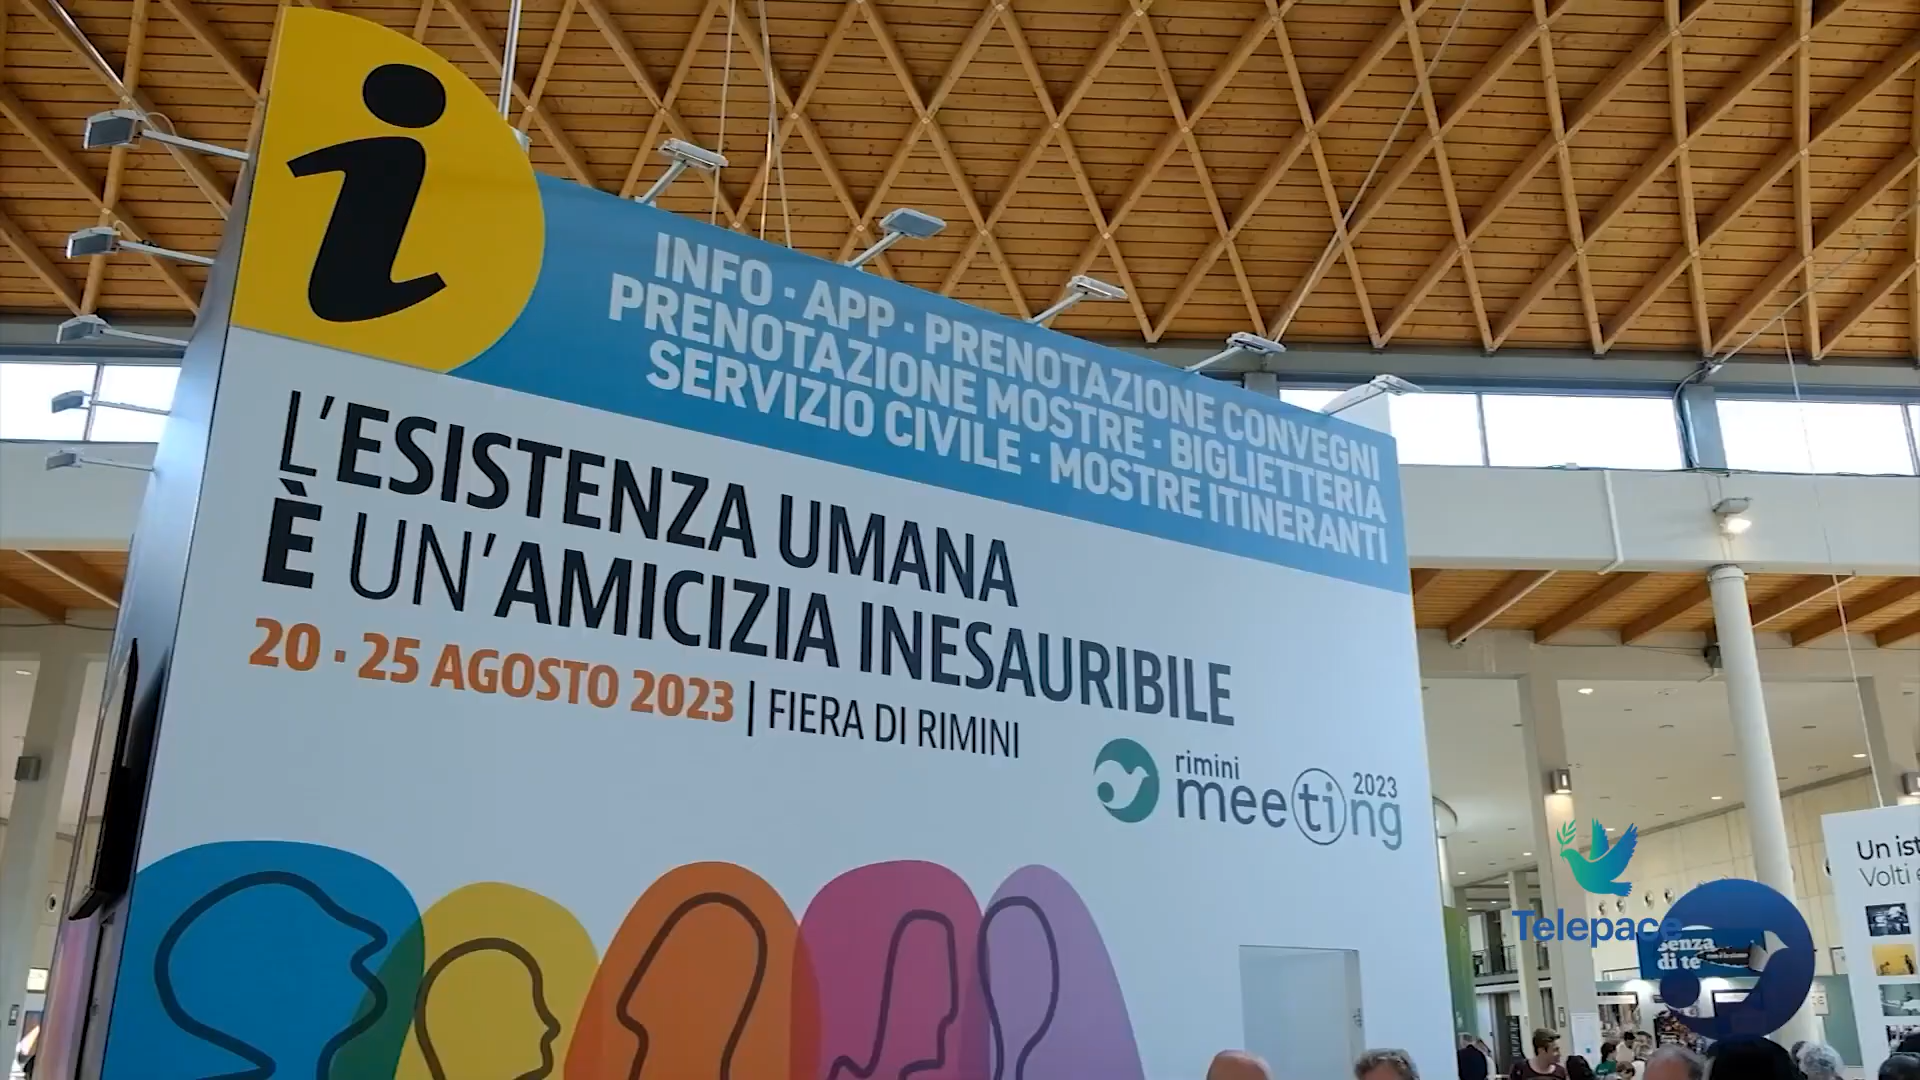 i
INFO · APP · PRENOTAZIONE CONVEGNI
PRENOTAZIONE MOSTRE · BIGLIETTERIA
SERVIZIO CIVILE · MOSTRE ITINERANTI
L'ESISTENZA UMANA
È UN'AMICIZIA INESAURIBILE
20 · 25 AGOSTO 2023 | FIERA DI RIMINI
rimini
meeting 2023
Un ist
Volti e
Telepace
senza
di te